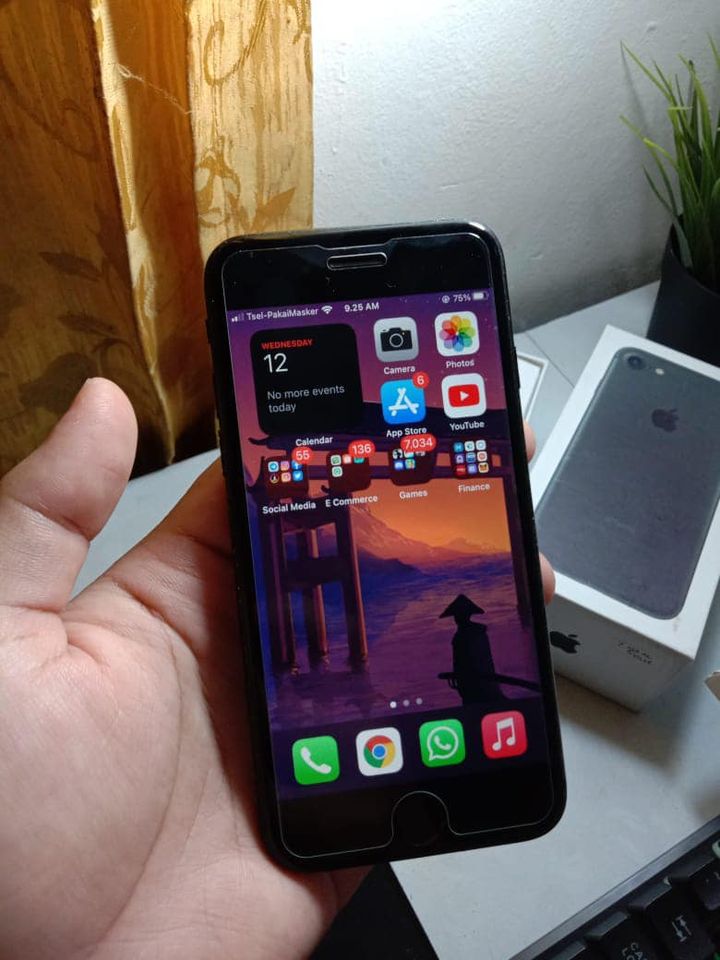 Tsel-PakaiMasker 9.25 AM 75%
WEDNESDAY
12
No more events
today
Calendar
Camera
Photos
6
App Store
YouTube
55
136
7,034
Social Media
E Commerce
Games
Finance